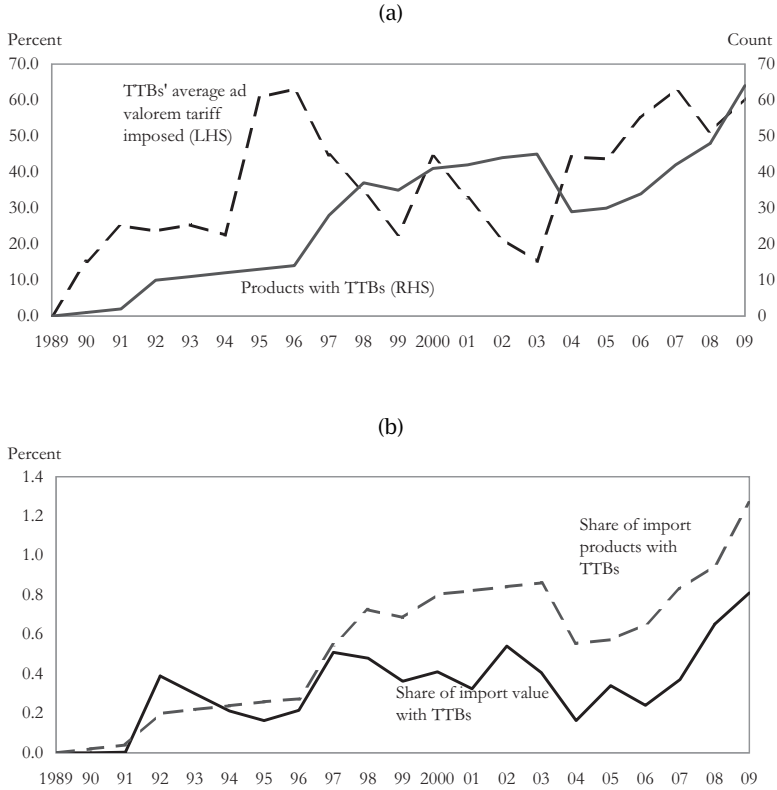 (a)
Percent Count
70.0 70
TTBs' average ad
valorem tariff
imposed (LHS)
60.0 60
50.0 50
40.0 40
30.0 30
20.0 20
10.0 10
Products with TTBs (RHS)
0.0 0
1989 90 91 92 93 94 95 96 97 98 99 2000 01 02 03 04 05 06 07 08 09
(b)
Percent
1.4
1.2
Share of import
products with
TTBs
1.0
0.8
0.6
0.4
Share of import value
with TTBs
0.2
0.0
1989 90 91 92 93 94 95 96 97 98 99 2000 01 02 03 04 05 06 07 08 09